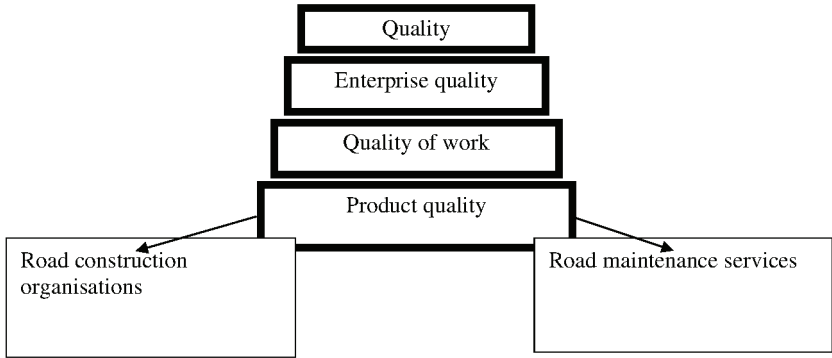 Quality
Enterprise quality
Quality of work
Product quality
Road construction
organisations
Road maintenance services